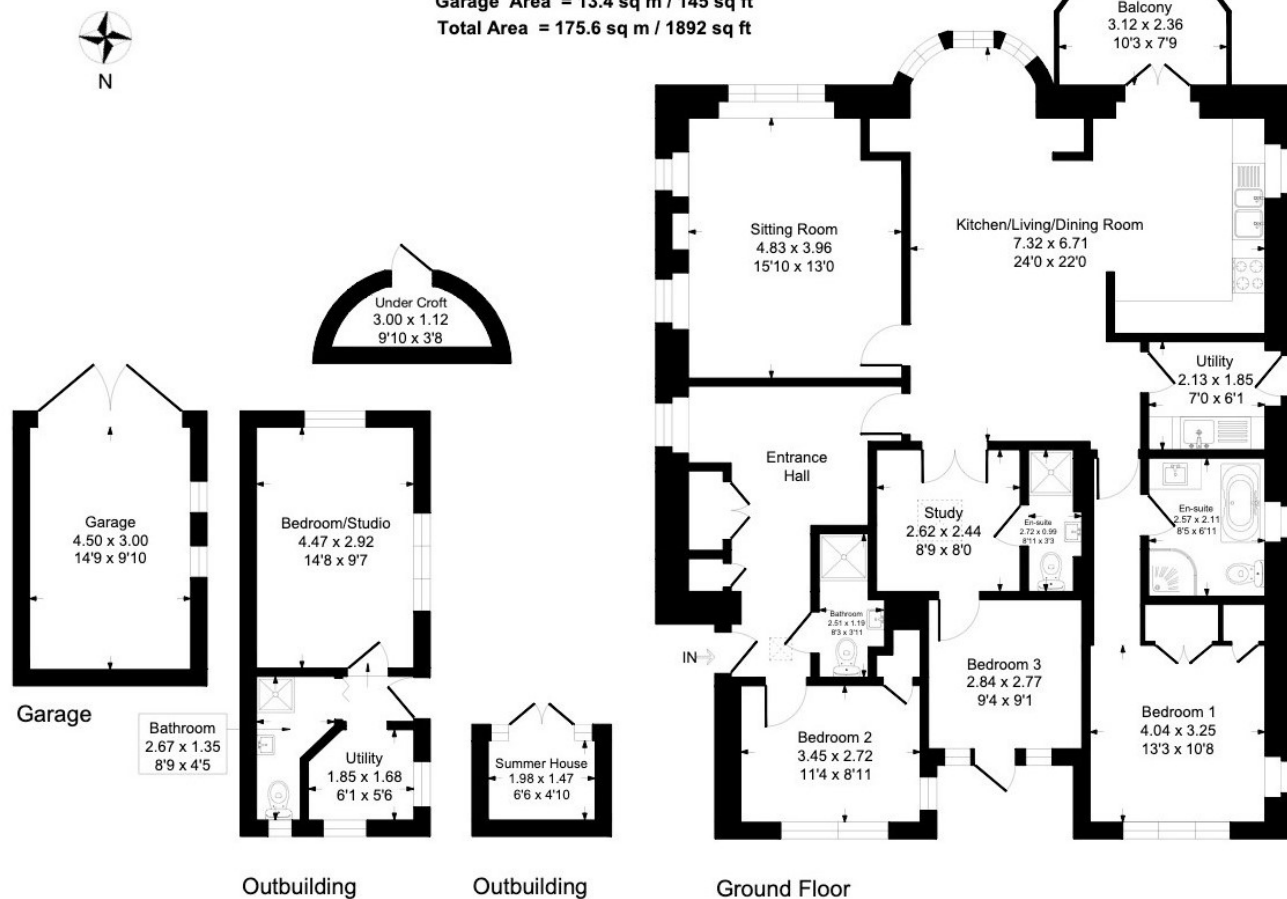 Garage Area = 13.4 sq m / 145 sq ft
Total Area = 175.6 sq m / 1892 sq ft
N
Balcony
3.12 x 2.36
10'3 x 7'9
Sitting Room
4.83 x 3.96
15'10 x 13'0
Kitchen/Living/Dining Room
7.32 x 6.71
24'0 x 22'0
Under Croft
3.00 x 1.12
9'10 x 3'8
Utility
2.13 x 1.85
7'0 x 6'1
Entrance
Hall
Garage
4.50 x 3.00
14'9 x 9'10
Bedroom/Studio
4.47 x 2.92
14'8 x 9'7
Study
2.62 x 2.44
8'9 x 8'0
En-suite
2.72 x 0.99
8'11 x 3'3
En-suite
2.57 x 2.11
8'5 x 6'11
Bathroom
2.51 x 1.19
8'3 x 3'11
IN
Bedroom 3
2.84 x 2.77
9'4 x 9'1
Bedroom 1
4.04 x 3.25
13'3 x 10'8
Bedroom 2
3.45 x 2.72
11'4 x 8'11
Garage
Bathroom
2.67 x 1.35
8'9 x 4'5
Utility
1.85 x 1.68
6'1 x 5'6
Summer House
1.98 x 1.47
6'6 x 4'10
Outbuilding
Outbuilding
Ground Floor